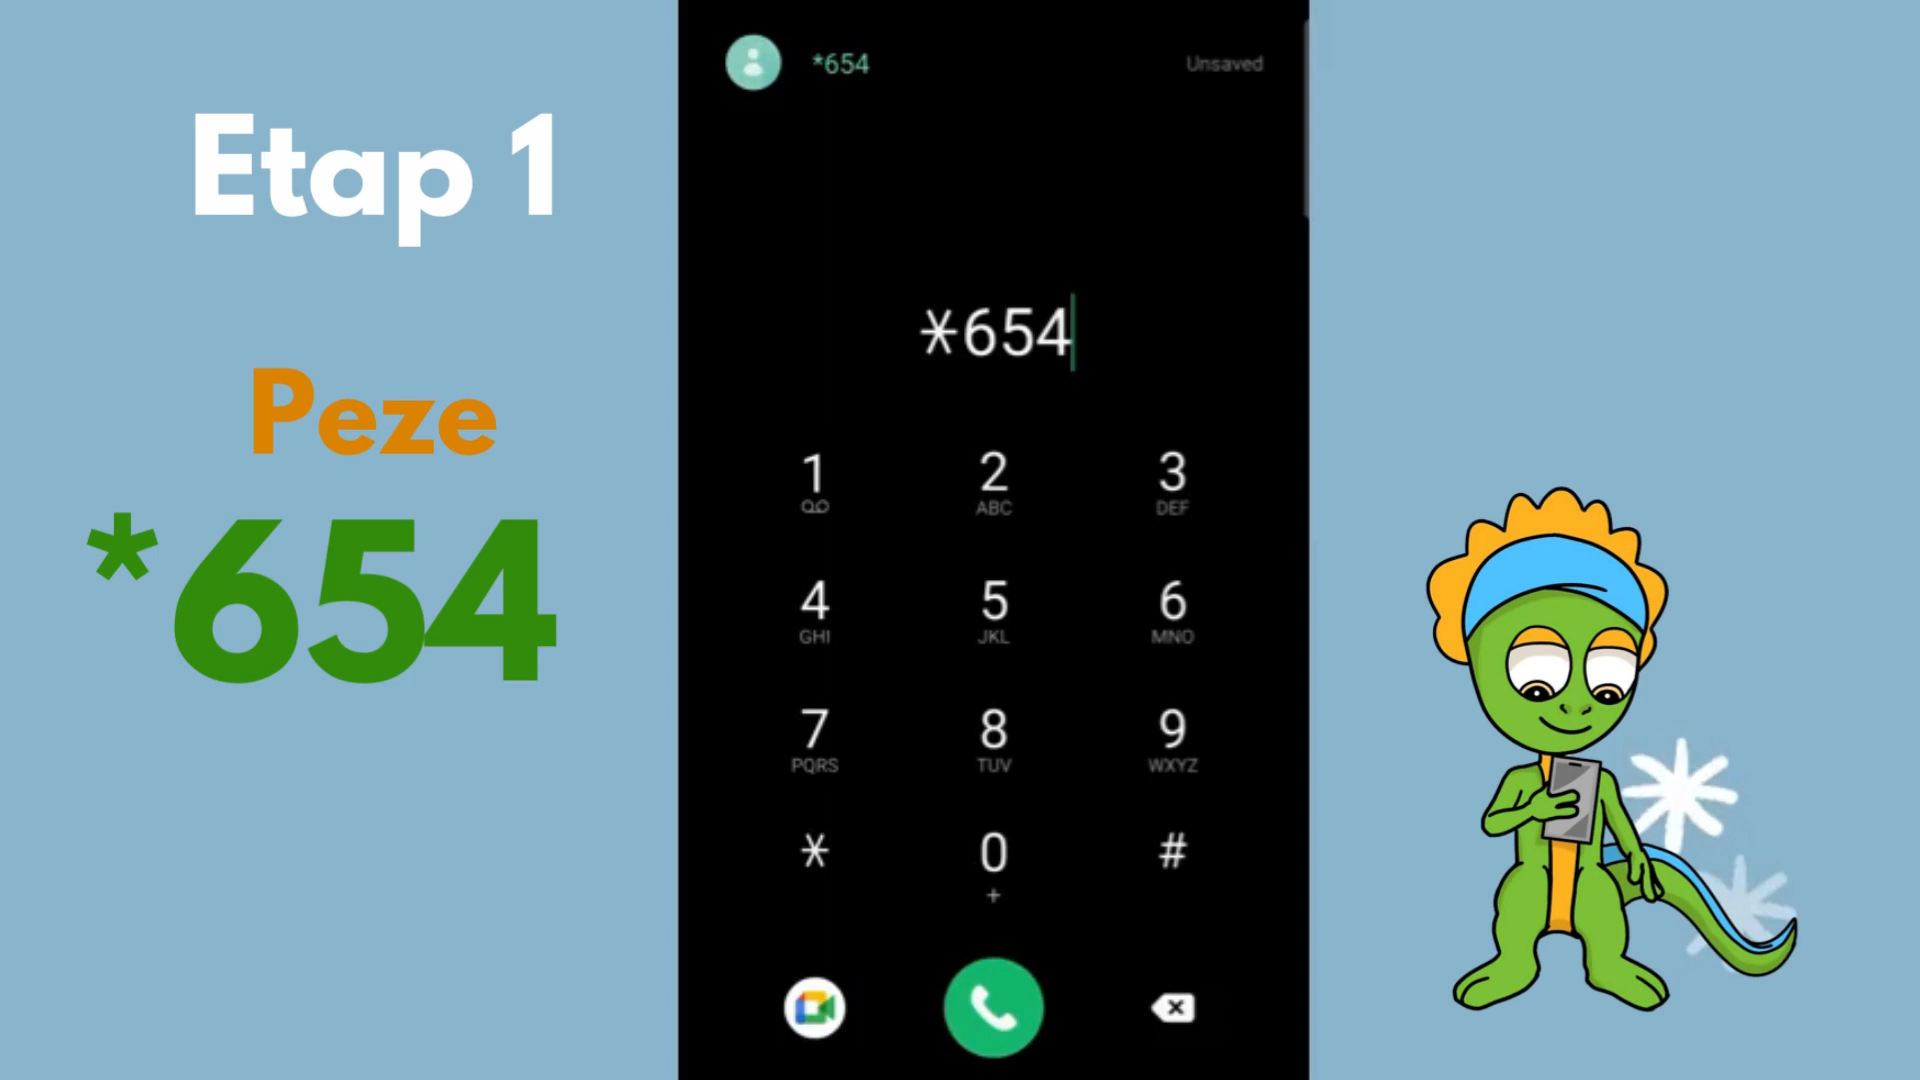 Etap 1
Peze
*654
*654
Unsaved
*654
1
2
ABC
3
DEF
4
GHI
5
JKL
6
MNO
7
PQRS
8
TUV
9
WXYZ
*
0
+
#